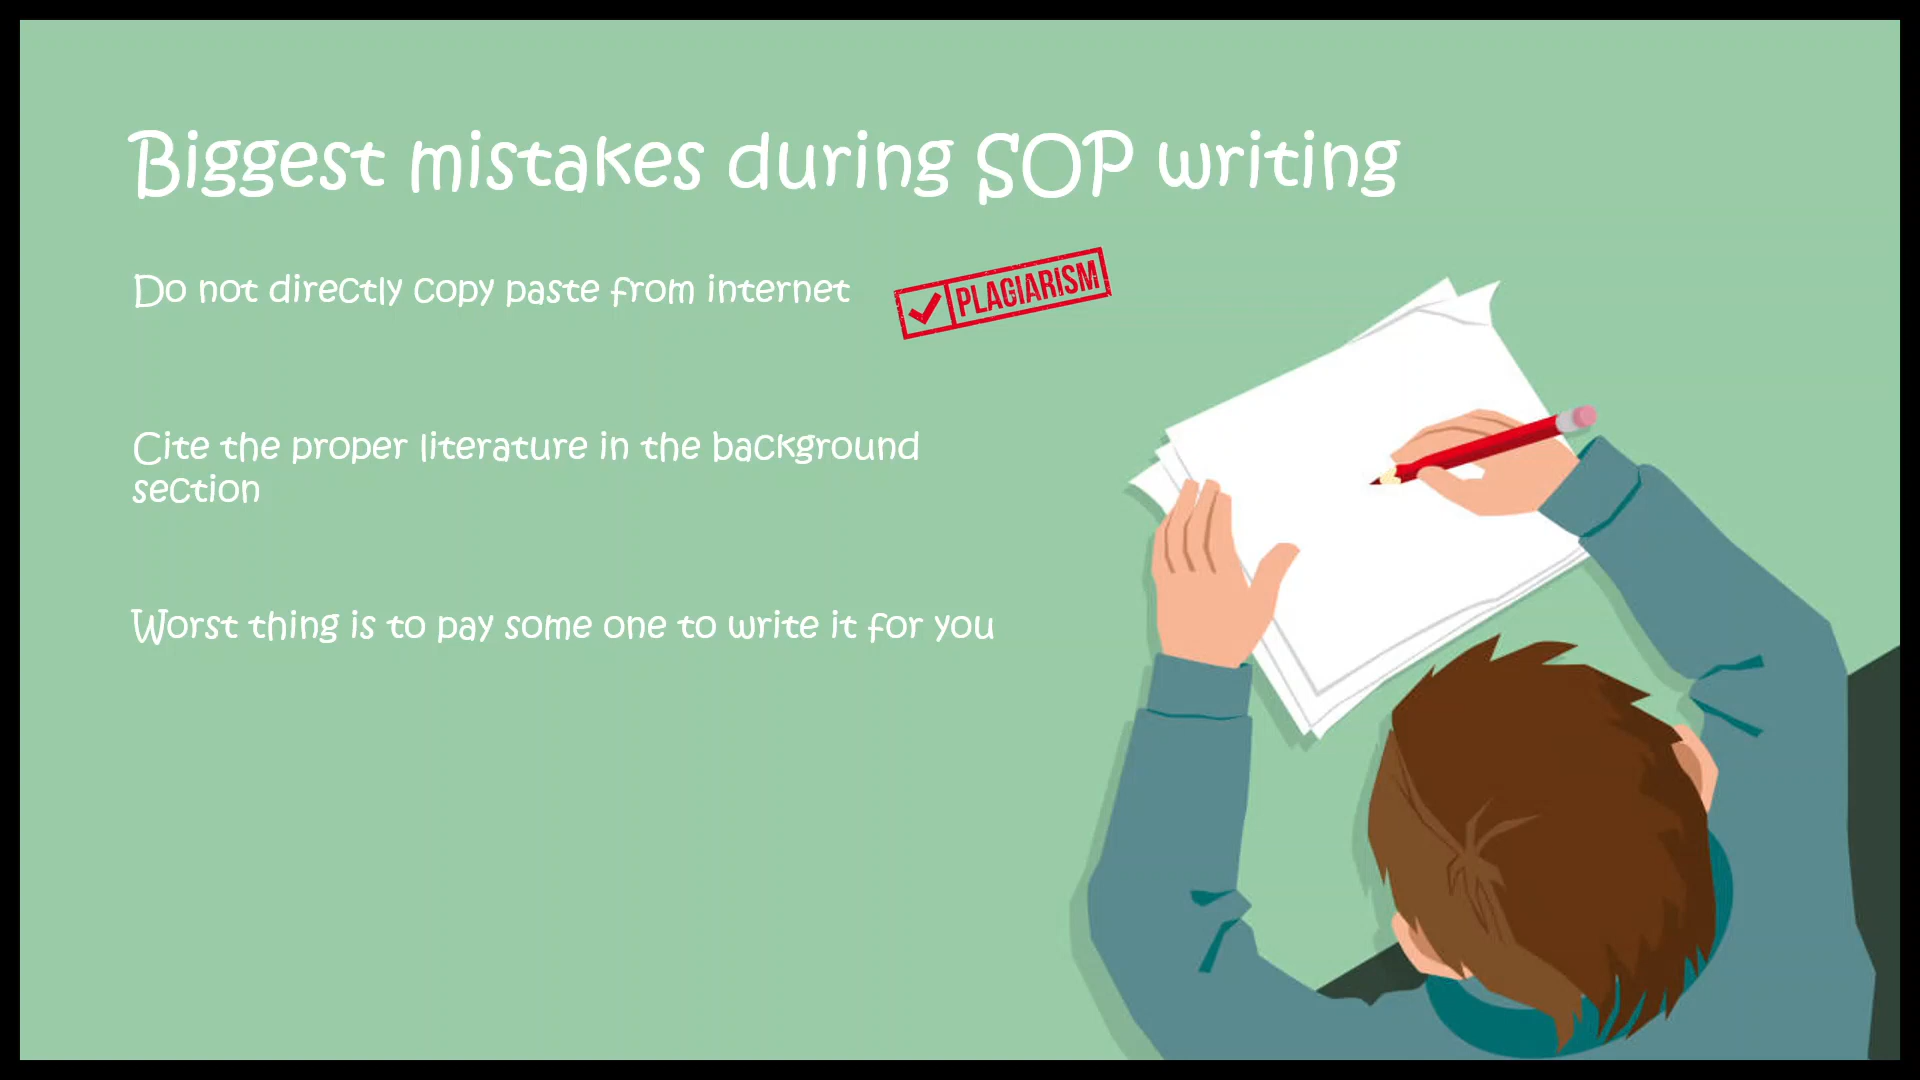 Biggest mistakes during SOP writing
Do not directly copy paste from internet
PLAGIARISM
Cite the proper literature in the background
section
Worst thing is to pay some one to write it for you